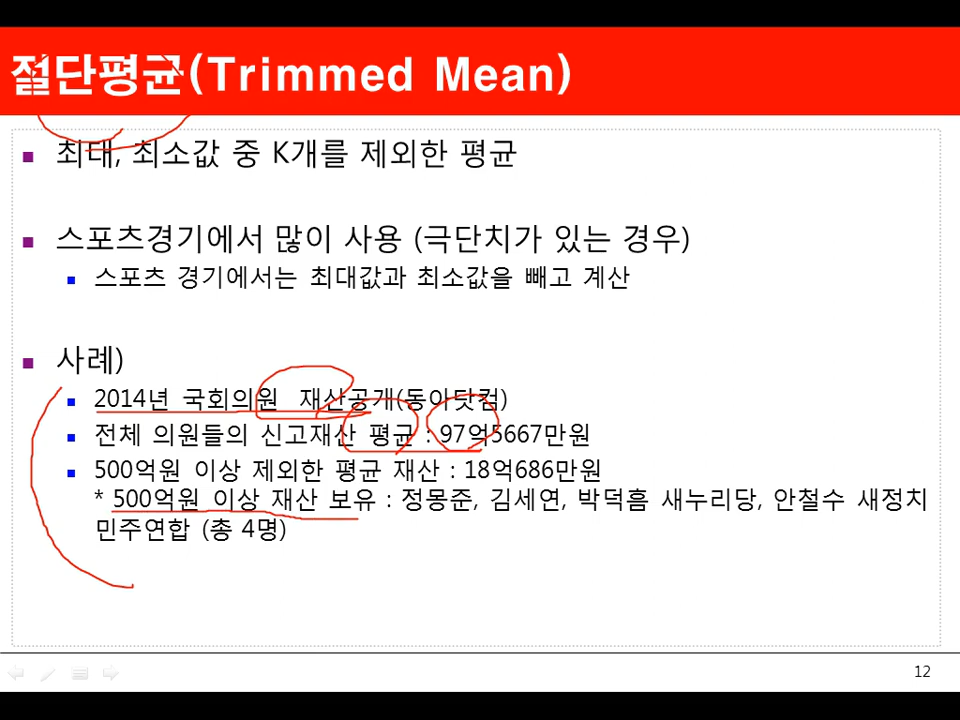 절단평균(Trimmed Mean)
최대, 최소값 중 K개를 제외한 평균
스포츠경기에서 많이 사용 (극단치가 있는 경우)
스포츠 경기에서는 최대값과 최소값을 빼고 계산
사례)
2014년 국회의원 재산공개(동아닷컴)
전체 의원들의 신고재산 평균 : 97억5667만원
500억원 이상 제외한 평균 재산 : 18억686만원
* 500억원 이상 재산 보유 : 정몽준, 김세연, 박덕흠 새누리당, 안철수 새정치
민주연합 (총 4명)
12